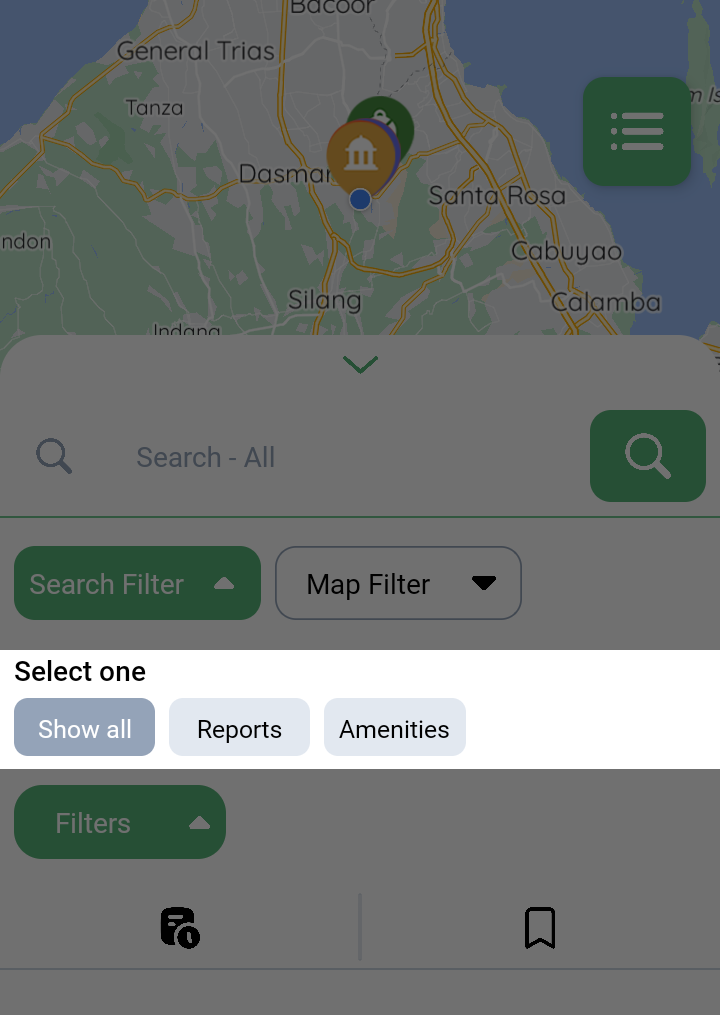 Bacoor
General Trias
Tanza
Dasmar
Santa Rosa
ndon
Cabuyao
Silang
Calamba
Indang
Search - All
Search Filter
Map Filter
Select one
Show all
Reports
Amenities
Filters